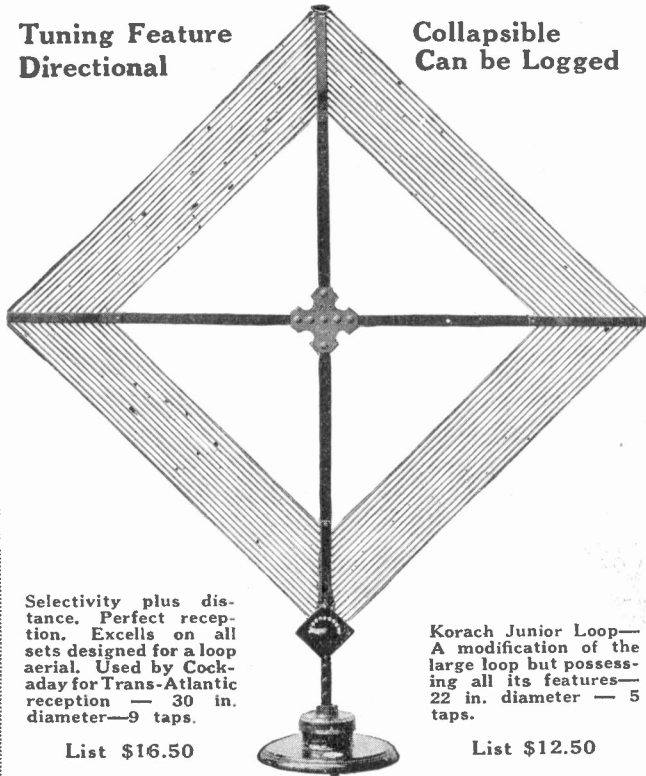 Tuning Feature
Directional
Collapsible
Can be Logged
Selectivity plus dis-
tance. Perfect recep-
tion. Excells on all
sets designed for a loop
aerial. Used by Cock-
aday for Trans-Atlantic
reception — 30 in.
diameter—9 taps.
List $16.50
Korach Junior Loop—
A modification of the
large loop but possess-
ing all its features—
22 in. diameter — 5
taps.
List $12.50